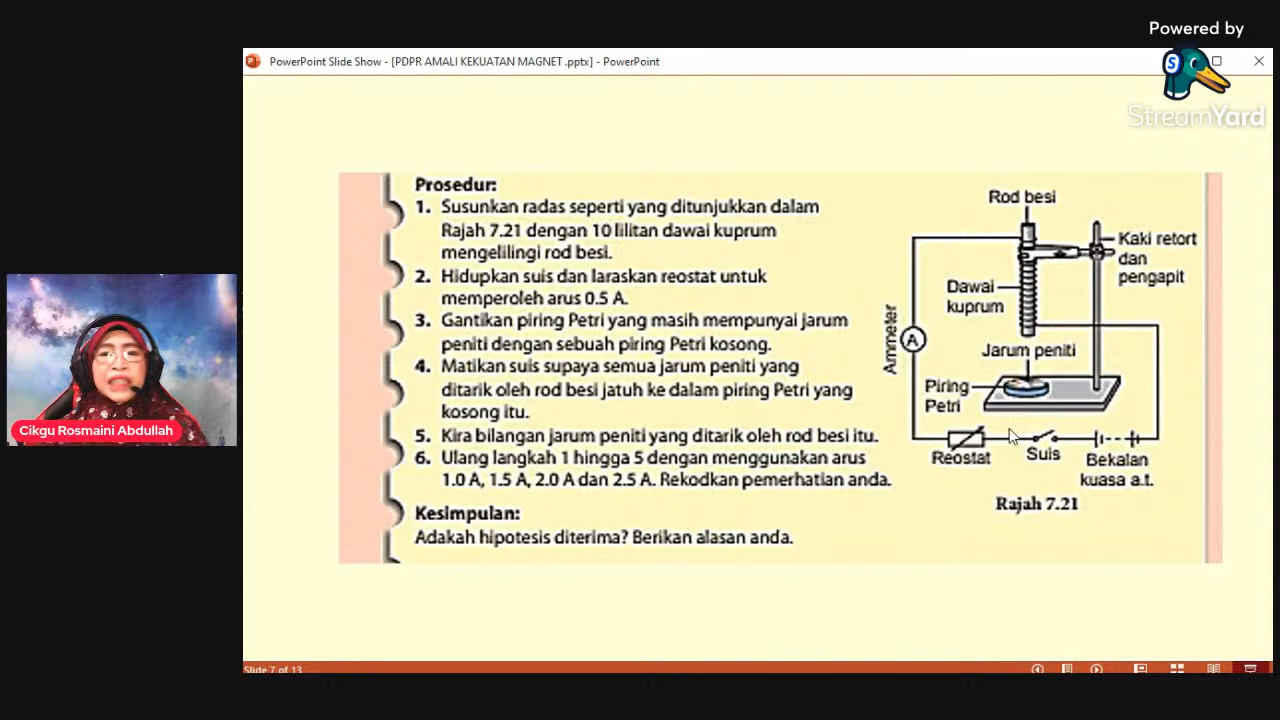 Powered by
PowerPoint Slide Show - [PDPR AMALI KEKUATAN MAGNET .pptx] - PowerPoint
S
StreamYard
Prosedur:
1. Susunkan radas seperti yang ditunjukkan dalam
Rajah 7.21 dengan 10 lilitan dawai kuprum
mengelilingi rod besi.
2. Hidupkan suis dan laraskan reostat untuk
memperoleh arus 0.5 A.
3. Gantikan piring Petri yang masih mempunyai jarum
peniti dengan sebuah piring Petri kosong.
4. Matikan suis supaya semua jarum peniti yang
ditarik oleh rod besi jatuh ke dalam piring Petri yang
kosong itu.
5. Kira bilangan jarum peniti yang ditarik oleh rod besi itu.
6. Ulang langkah 1 hingga 5 dengan menggunakan arus
1.0 A, 1.5 A, 2.0 A dan 2.5 A. Rekodkan pemerhatian anda.
Kesimpulan:
Adakah hipotesis diterima? Berikan alasan anda.
Rod besi
Kaki retort
dan
pengapit
Dawai
kuprum
Ammeter
A
Jarum peniti
Piring
Petri
Reostat
Suis
Bekalan
kuasa a.t.
Rajah 7.21
Cikgu Rosmaini Abdullah
Slide 7 of 13